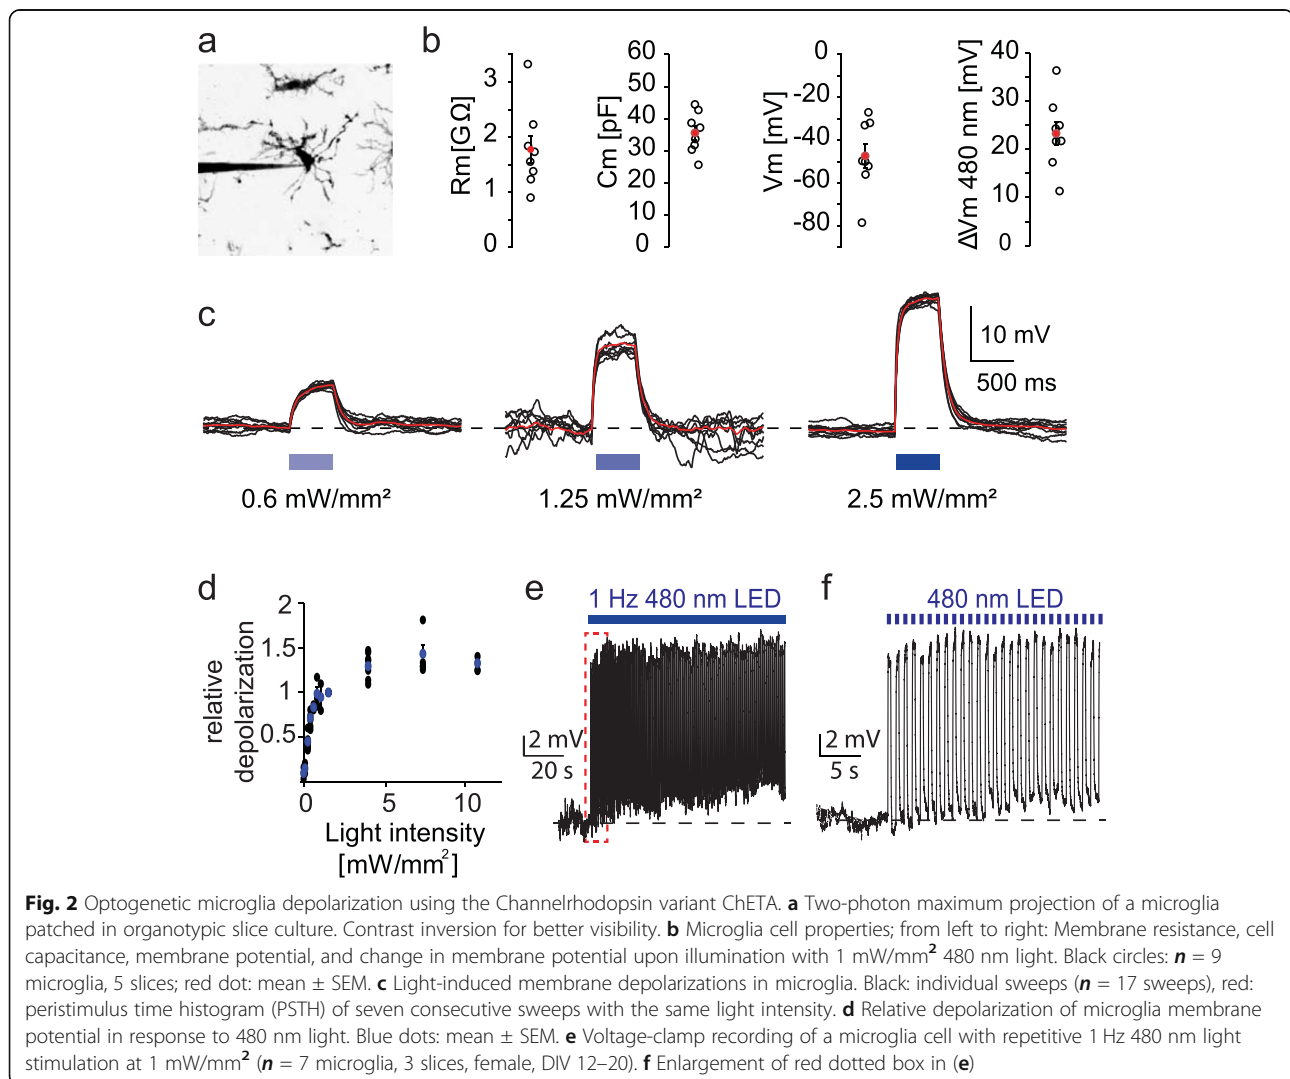 a
b
Rm[GΩ]
3
2
1
0
Cm [pF]
60
50
40
30
20
10
0
Vm [mV]
0
-20
-40
-60
-80
ΔVm 480 nm [mV]
40
30
20
10
0
c
10 mV
500 ms
0.6 mW/mm²
1.25 mW/mm²
2.5 mW/mm²
d
relative
depolarization
2
1.5
1
0.5
0
5
10
Light intensity
[mW/mm²]
e
1 Hz 480 nm LED
2 mV
20 s
f
480 nm LED
2 mV
5 s
Fig. 2 Optogenetic microglia depolarization using the Channelrhodopsin variant ChETA. a Two-photon maximum projection of a microglia
patched in organotypic slice culture. Contrast inversion for better visibility. b Microglia cell properties; from left to right: Membrane resistance, cell
capacitance, membrane potential, and change in membrane potential upon illumination with 1 mW/mm² 480 nm light. Black circles: n = 9
microglia, 5 slices; red dot: mean ± SEM. c Light-induced membrane depolarizations in microglia. Black: individual sweeps (n = 17 sweeps), red:
peristimulus time histogram (PSTH) of seven consecutive sweeps with the same light intensity. d Relative depolarization of microglia membrane
potential in response to 480 nm light. Blue dots: mean ± SEM. e Voltage-clamp recording of a microglia cell with repetitive 1 Hz 480 nm light
stimulation at 1 mW/mm² (n = 7 microglia, 3 slices, female, DIV 12–20). f Enlargement of red dotted box in (e)